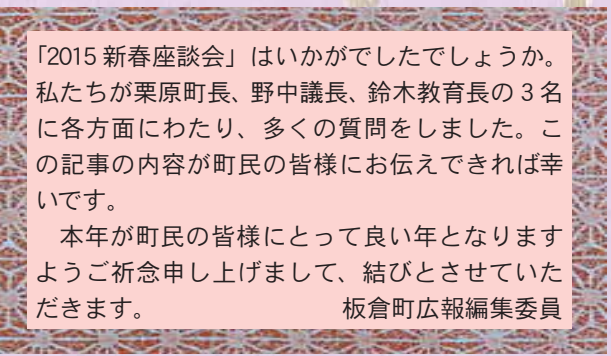 「2015 新春座談会」はいかがでしたでしょうか。
私たちが栗原町長、野中議長、鈴木教育長の3名
に各方面にわたり、多くの質問をしました。こ
の記事の内容が町民の皆様にお伝えできれば幸
いです。
　本年が町民の皆様にとって良い年となります
ようご祈念申し上げまして、結びとさせていた
だきます。　　　　　　　　板倉町広報編集委員